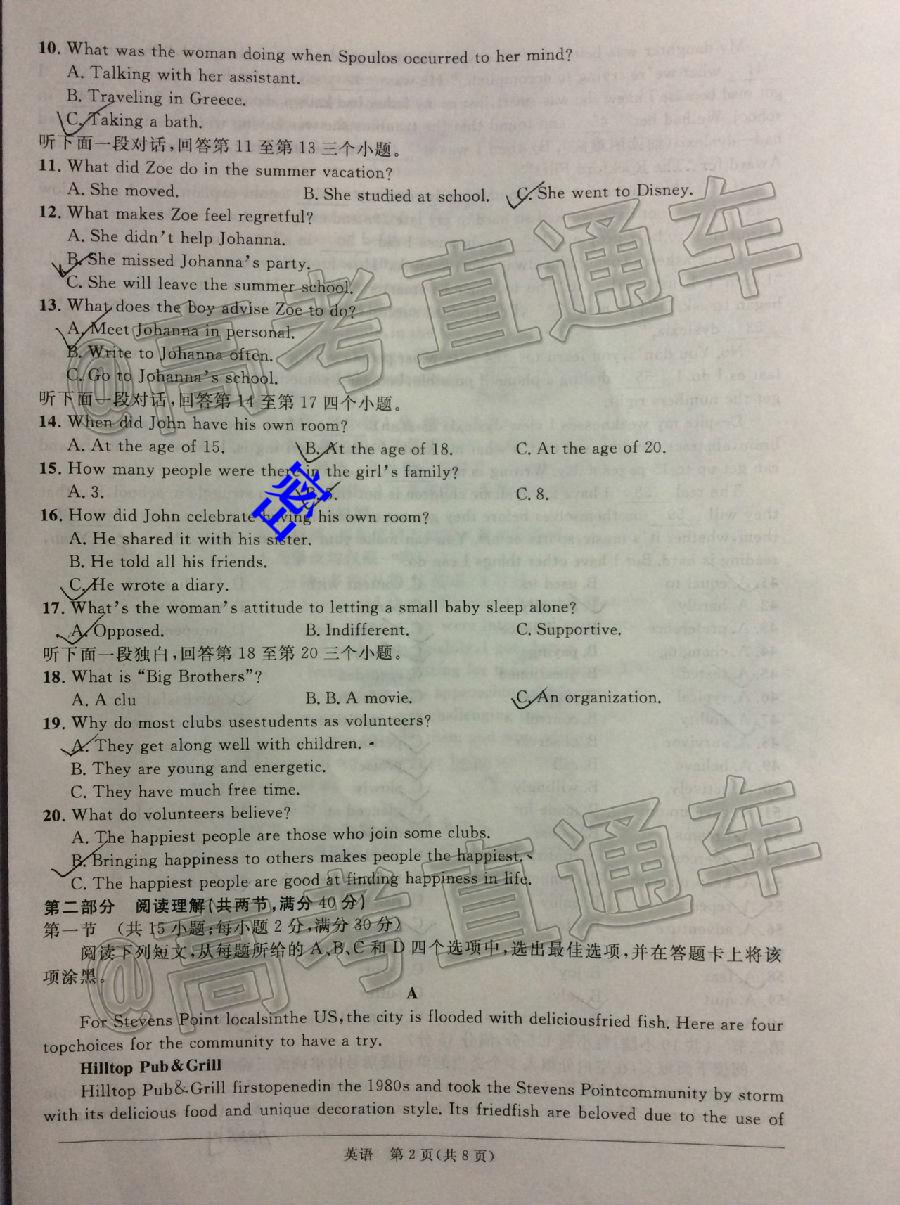 10. What was the woman doing when Spoulos occurred to her mind?
A. Talking with her assistant.
B. Traveling in Greece.
C. Taking a bath.
听下面一段对话,回答第 11 至第 13 三个小题。
11. What did Zoe do in the summer vacation?
A. She moved. B. She studied at school. C. She went to Disney.
12. What makes Zoe feel regretful?
A. She didn't help Johanna.
B. She missed Johanna's party.
C. She will leave the summer school.
13. What does the boy advise Zoe to do?
A. Meet Johanna in personal.
B. Write to Johanna often.
C. Go to Johanna's school.
听下面一段对话,回答第 14 至第 17 四个小题。
14. When did John have his own room?
A. At the age of 15. B. At the age of 18. C. At the age of 20.
15. How many people were there in the girl's family?
A. 3. B. 5. C. 8.
16. How did John celebrate having his own room?
A. He shared it with his sister.
B. He told all his friends.
C. He wrote a diary.
17. What's the woman's attitude to letting a small baby sleep alone?
A. Opposed. B. Indifferent. C. Supportive.
听下面一段独白,回答第 18 至第 20 三个小题。
18. What is "Big Brothers"?
A. A clu B. B. A movie. C. An organization.
19. Why do most clubs usestudents as volunteers?
A. They get along well with children.
B. They are young and energetic.
C. They have much free time.
20. What do volunteers believe?
A. The happiest people are those who join some clubs.
B. Bringing happiness to others makes people the happiest.
C. The happiest people are good at finding happiness in life.
第二部分 阅读理解(共两节,满分 40 分)
第一节 (共 15 小题;每小题 2 分,满分 30 分)
阅读下列短文,从每题所给的 A、B、C 和 D 四个选项中,选出最佳选项,并在答题卡上将该
项涂黑。
A
For Stevens Point localsinthe US, the city is flooded with deliciousfried fish. Here are four
topchoices for the community to have a try.
Hilltop Pub&Grill
Hilltop Pub&Grill firstopenedin the 1980s and took the Stevens Pointcommunity by storm
with its delicious food and unique decoration style. Its friedfish are beloved due to the use of
英语 第 2 页(共 8 页)
@高考直通车
@高考直通车
密